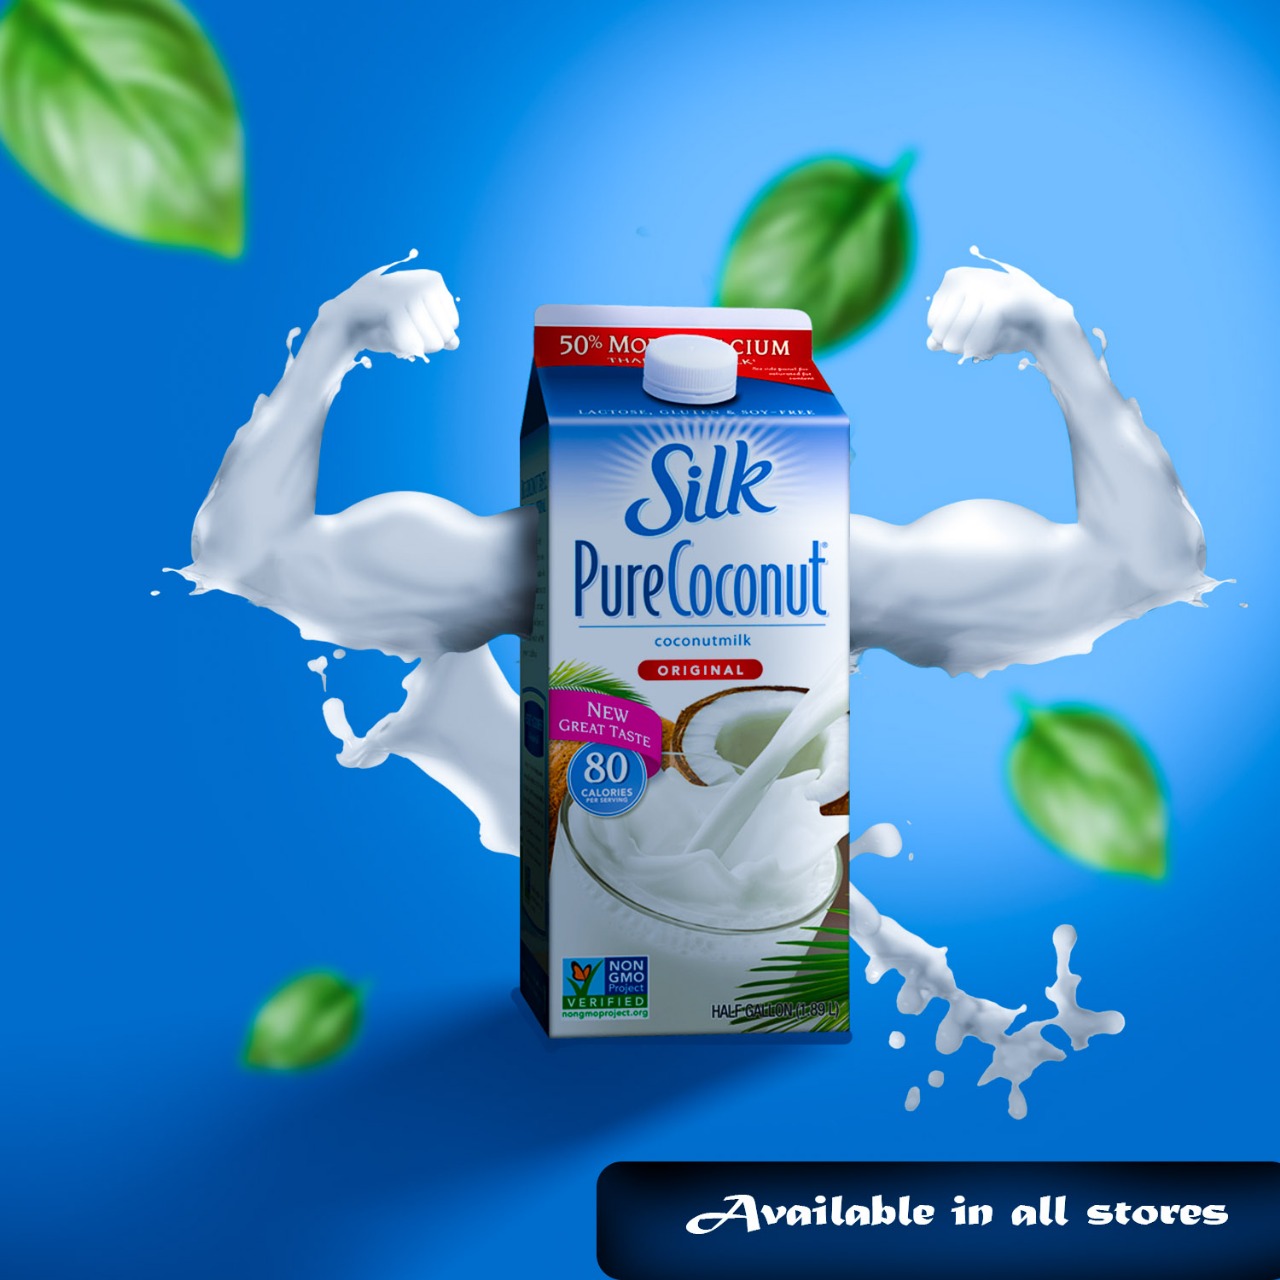 50% MO CIUM
LACTOSE, GLUTEN & SOY-FREE
Silk
PureCoconut®
coconutmilk
ORIGINAL
NEW
GREAT TASTE
80
CALORIES
PER SERVING
NON
GMO
Project
VERIFIED
nongmoproject.org
HALF GALLON (1.89 L)
Available in all stores